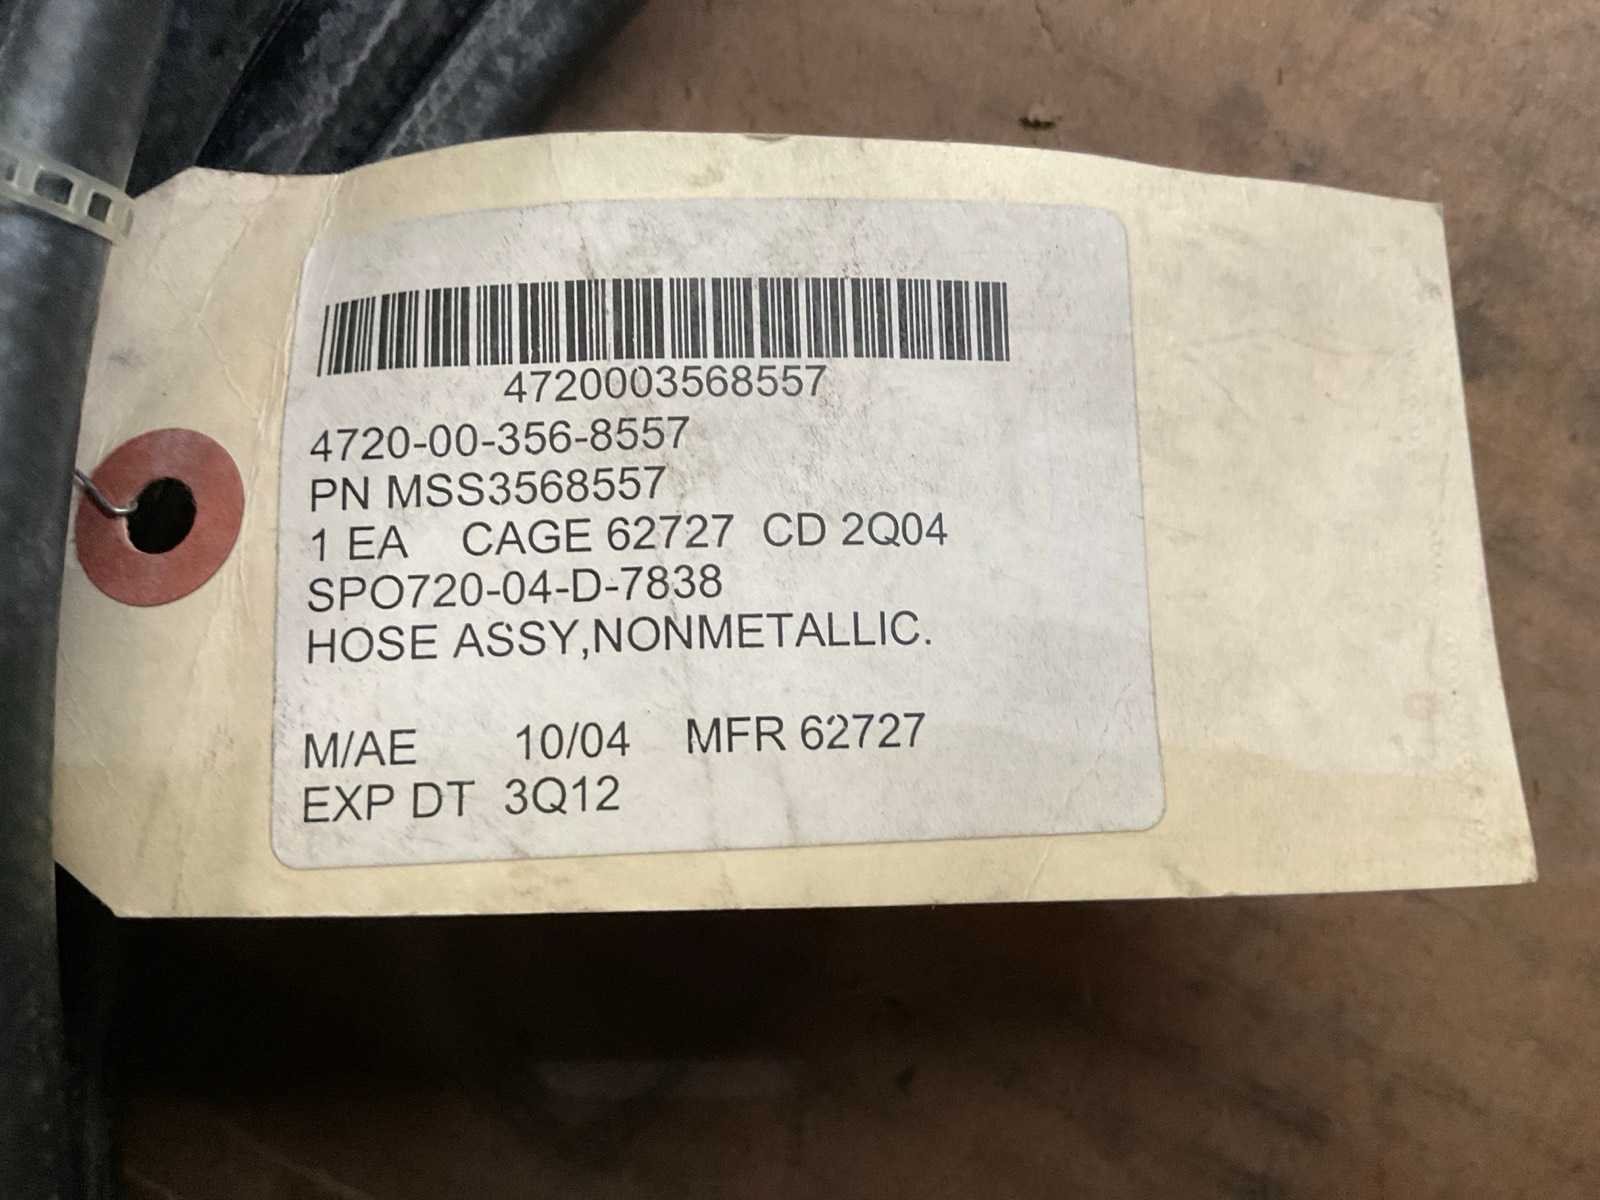 4720003568557
4720-00-356-8557
PN MSS3568557
1 EA CAGE 62727 CD 2Q04
SPO720-04-D-7838
HOSE ASSY,NONMETALLIC.
M/AE 10/04 MFR 62727
EXP DT 3Q12